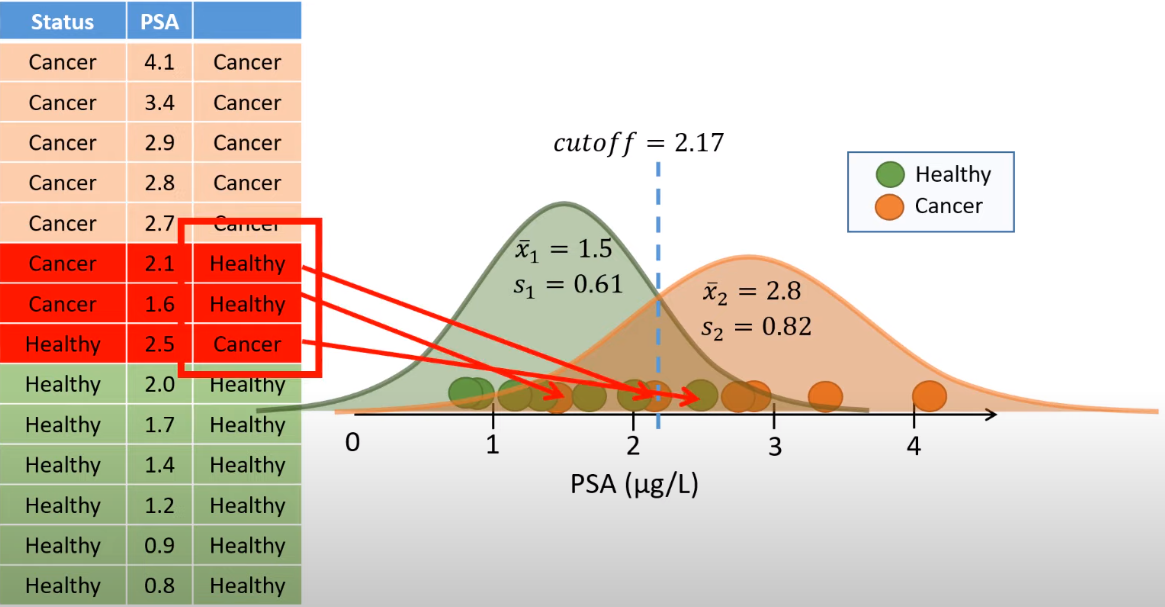 Status PSA
Cancer 4.1 Cancer
Cancer 3.4 Cancer
Cancer 2.9 Cancer
Cancer 2.8 Cancer
Cancer 2.7 Cancer
Cancer 2.1 Healthy
Cancer 1.6 Healthy
Healthy 2.5 Cancer
Healthy 2.0 Healthy
Healthy 1.7 Healthy
Healthy 1.4 Healthy
Healthy 1.2 Healthy
Healthy 0.9 Healthy
Healthy 0.8 Healthy
cutoff = 2.17
Healthy
Cancer
x̄₁ = 1.5
s₁ = 0.61
x̄₂ = 2.8
s₂ = 0.82
0 1 2 3 4
PSA (µg/L)